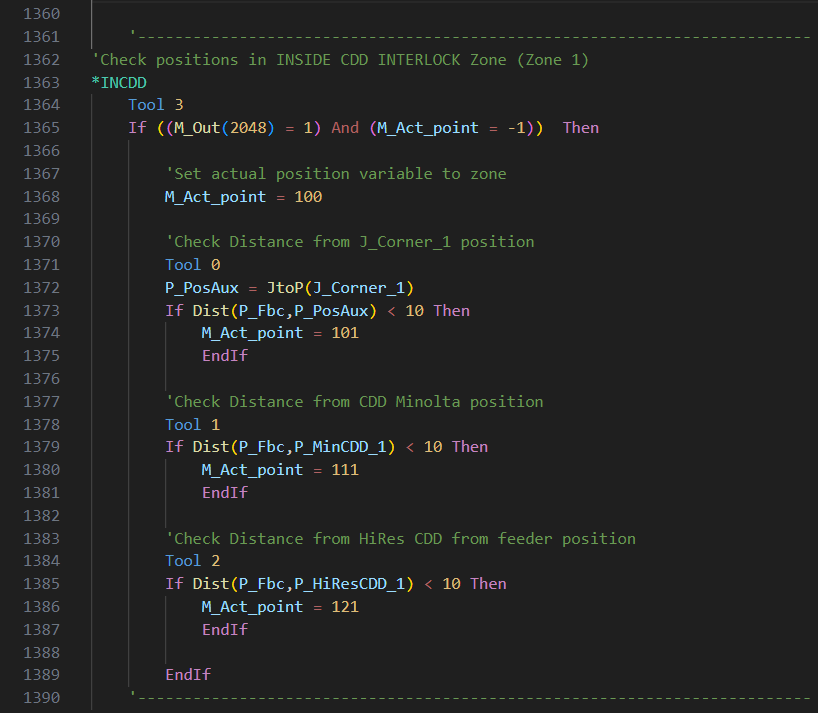 1360
1361 '-------------------------------------------------------------------------
1362 'Check positions in INSIDE CDD INTERLOCK Zone (Zone 1)
1363 *INCDD
1364 Tool 3
1365 If ((M_Out(2048) = 1) And (M_Act_point = -1))  Then
1366
1367 'Set actual position variable to zone
1368 M_Act_point = 100
1369
1370 'Check Distance from J_Corner_1 position
1371 Tool 0
1372 P_PosAux = JtoP(J_Corner_1)
1373 If Dist(P_Fbc,P_PosAux) < 10 Then
1374 M_Act_point = 101
1375 EndIf
1376
1377 'Check Distance from CDD Minolta position
1378 Tool 1
1379 If Dist(P_Fbc,P_MinCDD_1) < 10 Then
1380 M_Act_point = 111
1381 EndIf
1382
1383 'Check Distance from HiRes CDD from feeder position
1384 Tool 2
1385 If Dist(P_Fbc,P_HiResCDD_1) < 10 Then
1386 M_Act_point = 121
1387 EndIf
1388
1389 EndIf
1390 '-------------------------------------------------------------------------